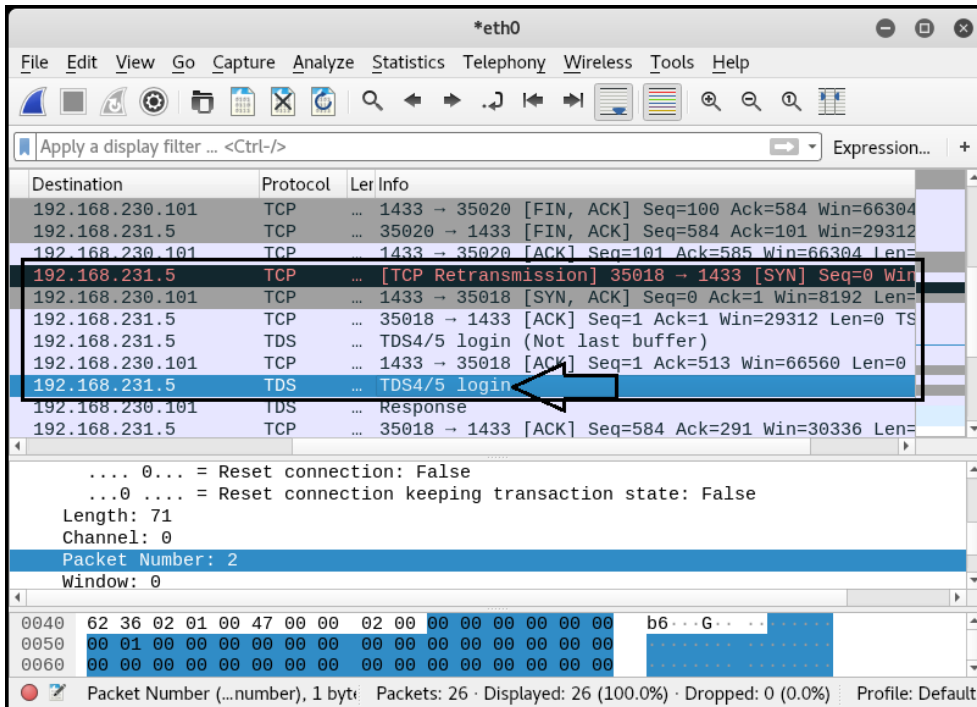 *eth0
File Edit View Go Capture Analyze Statistics Telephony Wireless Tools Help
Apply a display filter ... <Ctrl-/> Expression... +
Destination Protocol Ler Info
192.168.230.101 TCP ... 1433 → 35020 [FIN, ACK] Seq=100 Ack=584 Win=66304
192.168.231.5 TCP ... 35020 → 1433 [FIN, ACK] Seq=584 Ack=101 Win=29312
192.168.230.101 TCP ... 1433 → 35020 [ACK] Seq=101 Ack=585 Win=66304 Len=
192.168.231.5 TCP ... [TCP Retransmission] 35018 → 1433 [SYN] Seq=0 Win
192.168.230.101 TCP ... 1433 → 35018 [SYN, ACK] Seq=0 Ack=1 Win=8192 Len=
192.168.231.5 TCP ... 35018 → 1433 [ACK] Seq=1 Ack=1 Win=29312 Len=0 TS
192.168.231.5 TDS ... TDS4/5 login (Not last buffer)
192.168.230.101 TCP ... 1433 → 35018 [ACK] Seq=1 Ack=513 Win=66560 Len=0
192.168.231.5 TDS ... TDS4/5 login
192.168.230.101 TDS ... Response
192.168.231.5 TCP ... 35018 → 1433 [ACK] Seq=584 Ack=291 Win=30336 Len=
.... 0... = Reset connection: False
...0 .... = Reset connection keeping transaction state: False
Length: 71
Channel: 0
Packet Number: 2
Window: 0
0040 62 36 02 01 00 47 00 00 02 00 00 00 00 00 00 00 b6···G·· ········
0050 00 01 00 00 00 00 00 00 00 00 00 00 00 00 00 00 ········ ········
0060 00 00 00 00 00 00 00 00 00 00 00 00 00 00 00 00 ········ ········
Packet Number (...number), 1 byte Packets: 26 · Displayed: 26 (100.0%) · Dropped: 0 (0.0%) Profile: Default